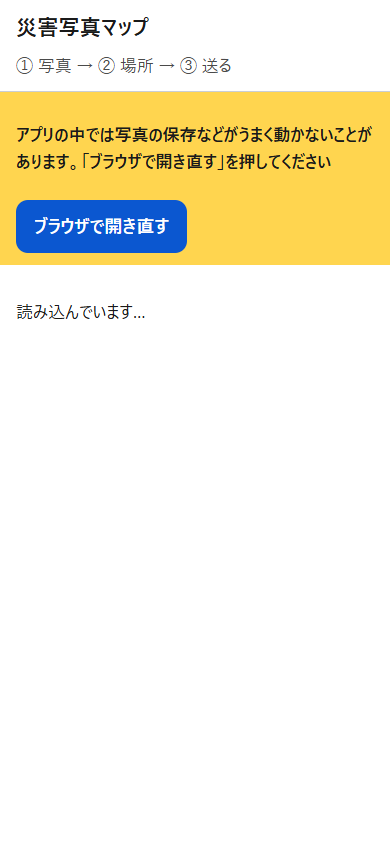 災害写真マップ
① 写真 → ② 場所 → ③ 送る
アプリの中では写真の保存などがうまく動かないことが
あります。「ブラウザで開き直す」を押してください
ブラウザで開き直す
読み込んでいます…